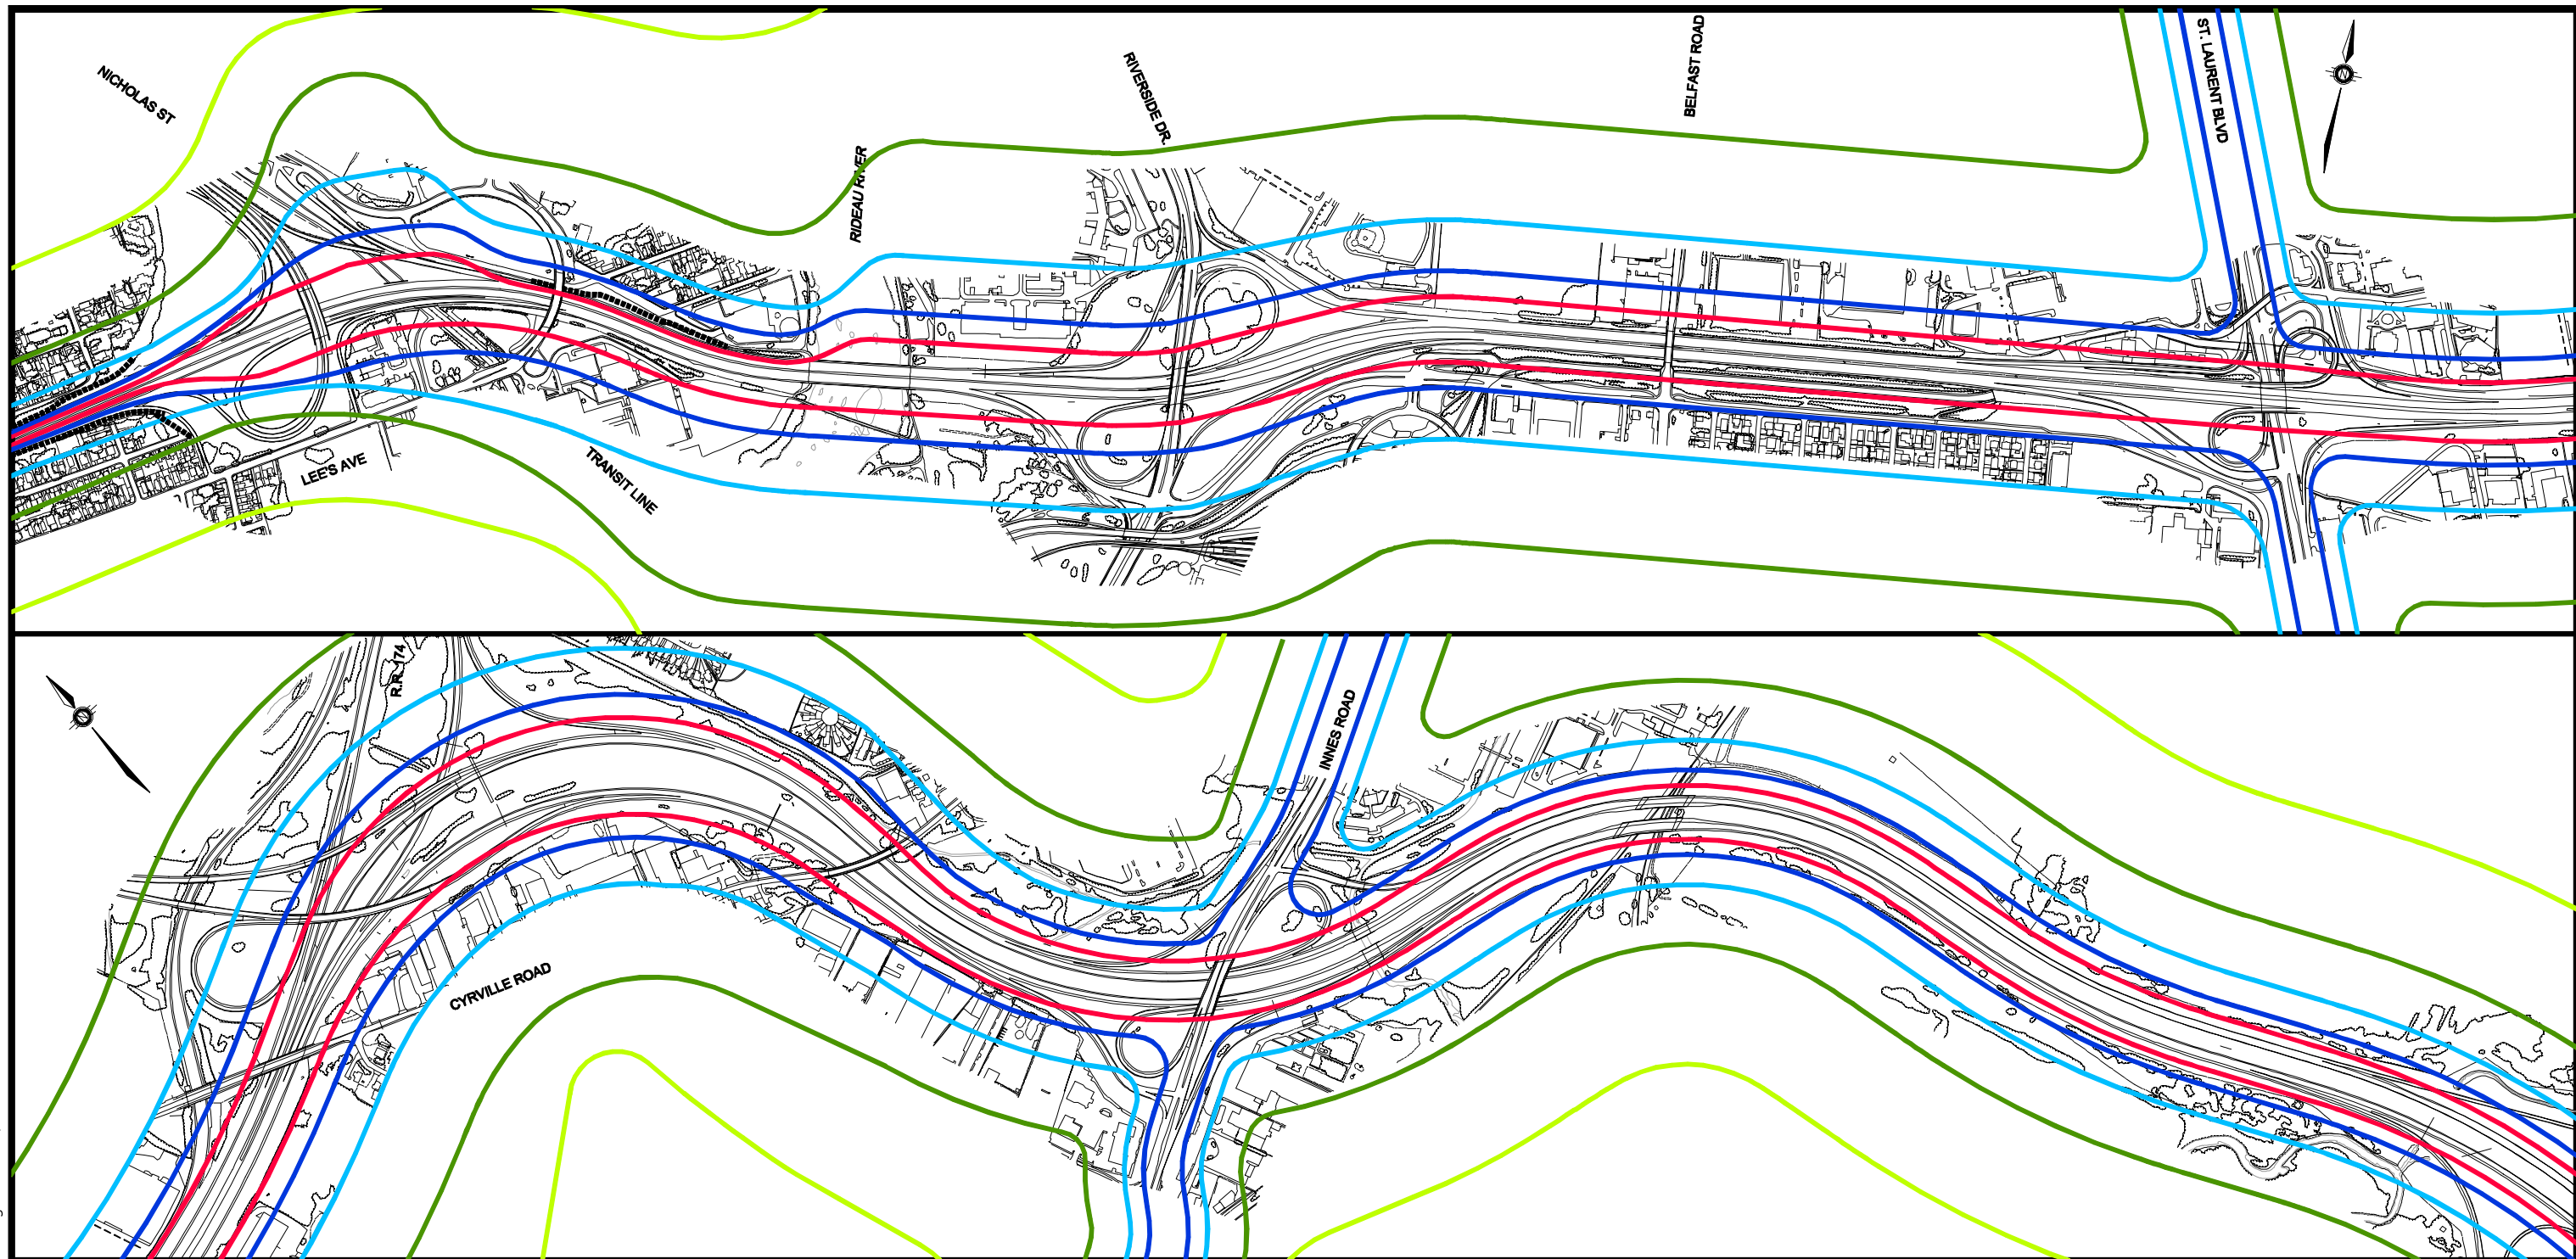 NICHOLAS ST
RIDEAU RIVER
RIVERSIDE DR.
BELFAST ROAD
ST. LAURENT BLVD
N
LEE'S AVE
TRANSIT LINE
R.R. 174
N
INNES ROAD
CYRVILLE ROAD